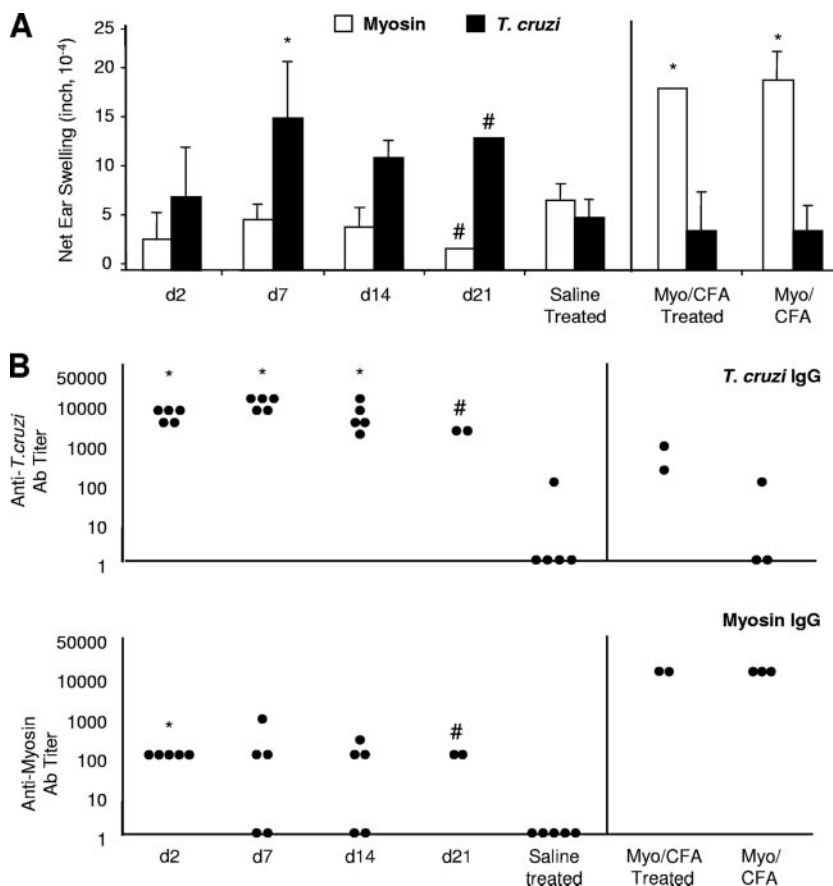 A
Myosin T. cruzi
Net Ear Swelling (inch, 10-4)
25
20
15
10
5
0
* * *
# #
d2 d7 d14 d21 Saline Treated Myo/CFA Treated Myo/ CFA
B
T. cruzi IgG
Anti-T.cruzi
Ab Titer
50000
10000
1000
100
10
1
* * * #
Myosin IgG
Anti-Myosin
Ab Titer
50000
10000
1000
100
10
1
* #
d2 d7 d14 d21 Saline treated Myo/CFA Treated Myo/ CFA